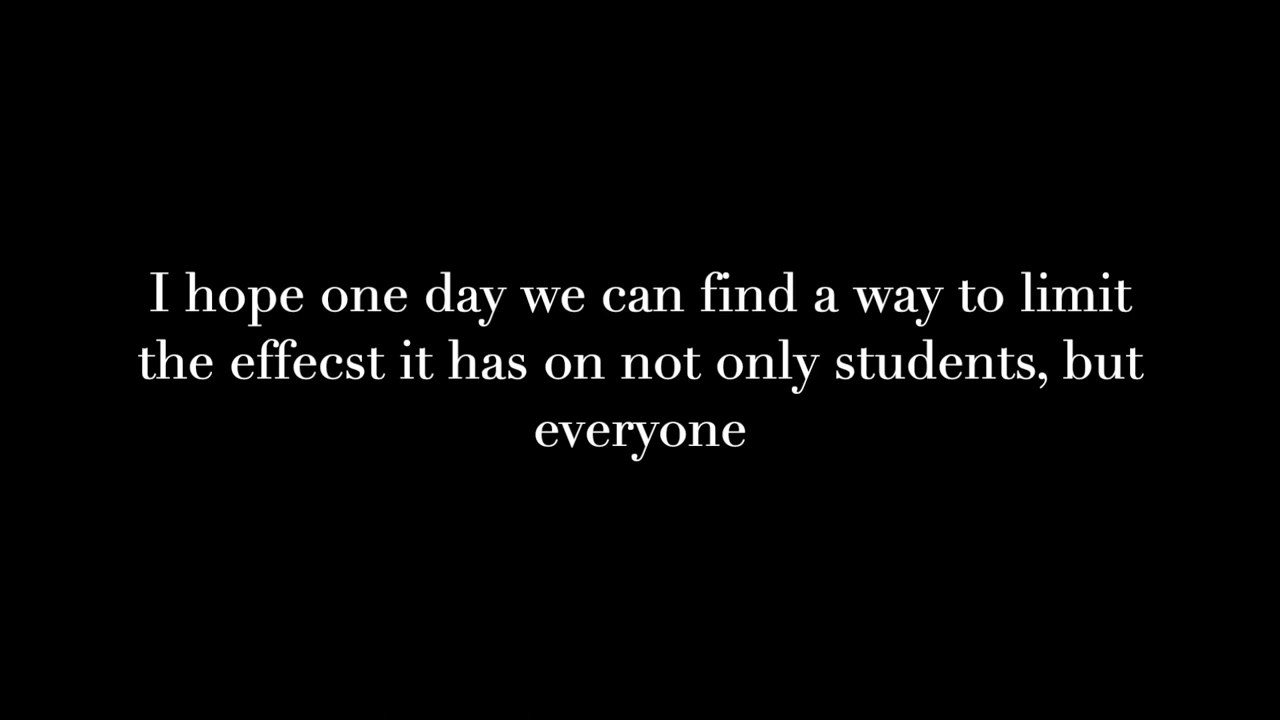 I hope one day we can find a way to limit
the effecst it has on not only students, but
everyone